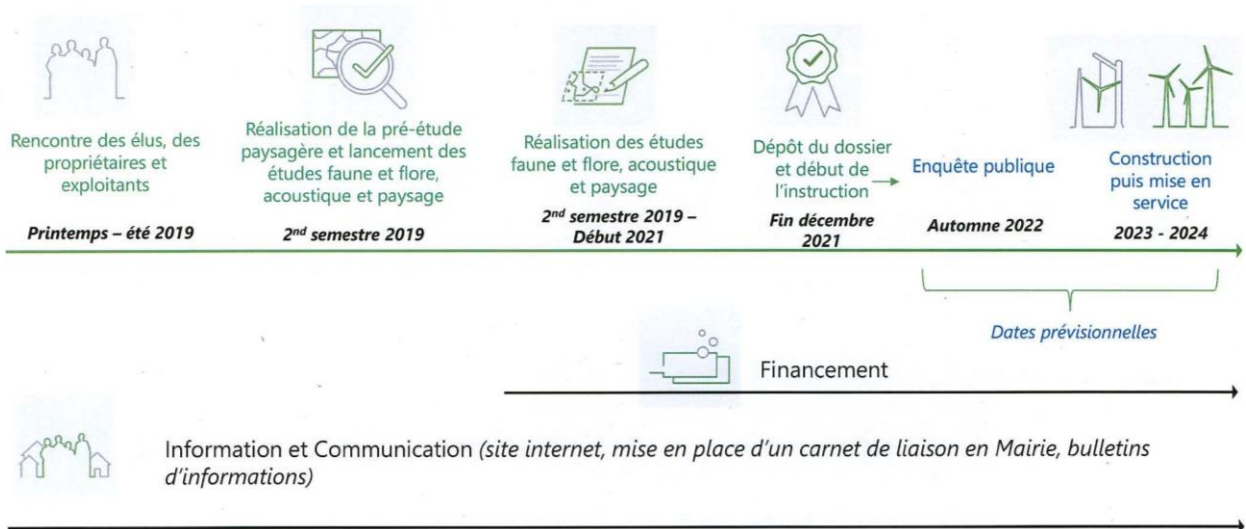 Rencontre des élus, des
propriétaires et
exploitants
Printemps – été 2019
Réalisation de la pré-étude
paysagère et lancement des
études faune et flore,
acoustique et paysage
2nd semestre 2019
Réalisation des études
faune et flore, acoustique
et paysage
2nd semestre 2019 –
Début 2021
Dépôt du dossier
et début de
l'instruction
Fin décembre
2021
Enquête publique
Automne 2022
Construction
puis mise en
service
2023 - 2024
Dates prévisionnelles
Financement
Information et Communication (site internet, mise en place d'un carnet de liaison en Mairie, bulletins
d'informations)